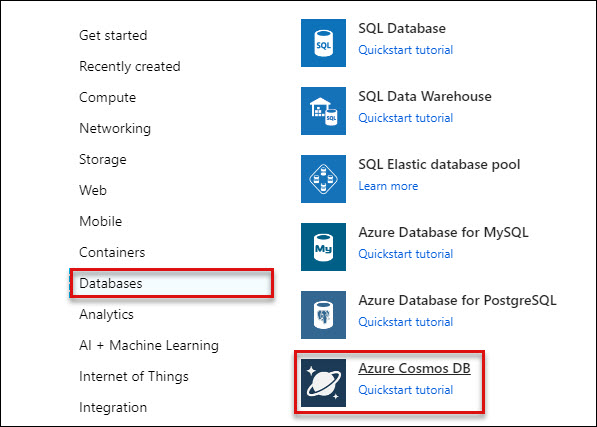 Get started
Recently created
Compute
Networking
Storage
Web
Mobile
Containers
Databases
Analytics
AI + Machine Learning
Internet of Things
Integration
SQL
SQL Database
Quickstart tutorial
SQL
SQL Data Warehouse
Quickstart tutorial
SQL Elastic database pool
Learn more
My
Azure Database for MySQL
Quickstart tutorial
Azure Database for PostgreSQL
Quickstart tutorial
Azure Cosmos DB
Quickstart tutorial